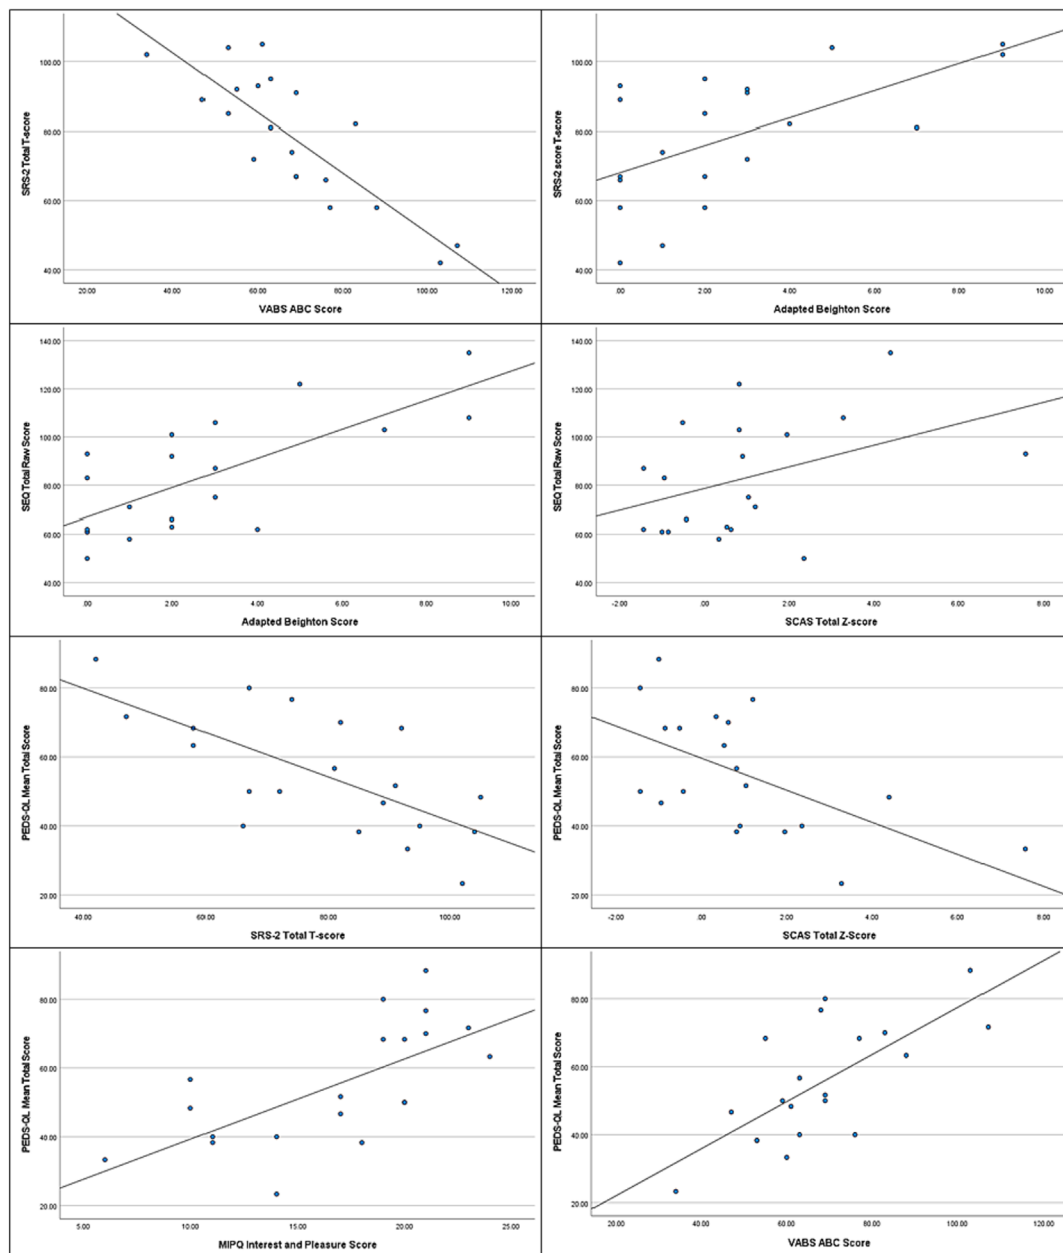 SRS-2 Total T-score
100.00
80.00
60.00
40.00
20.00 40.00 60.00 80.00 100.00 120.00
VABS ABC Score
SRS-2 score T-score
100.00
80.00
60.00
40.00
.00 2.00 4.00 6.00 8.00 10.00
Adapted Beighton Score
SEQ Total Raw Score
140.00
120.00
100.00
80.00
60.00
40.00
.00 2.00 4.00 6.00 8.00 10.00
Adapted Beighton Score
SEQ Total Raw Score
140.00
120.00
100.00
80.00
60.00
40.00
-2.00 .00 2.00 4.00 6.00 8.00
SCAS Total Z-score
PEDS-QL Mean Total Score
80.00
60.00
40.00
20.00
40.00 60.00 80.00 100.00
SRS-2 Total T-score
PEDS-QL Mean Total Score
80.00
60.00
40.00
20.00
-2.00 .00 2.00 4.00 6.00 8.00
SCAS Total Z-Score
PEDS-QL Mean Total Score
80.00
60.00
40.00
20.00
5.00 10.00 15.00 20.00 25.00
MIPQ Interest and Pleasure Score
PEDS-QL Mean Total Score
80.00
60.00
40.00
20.00
20.00 40.00 60.00 80.00 100.00 120.00
VABS ABC Score